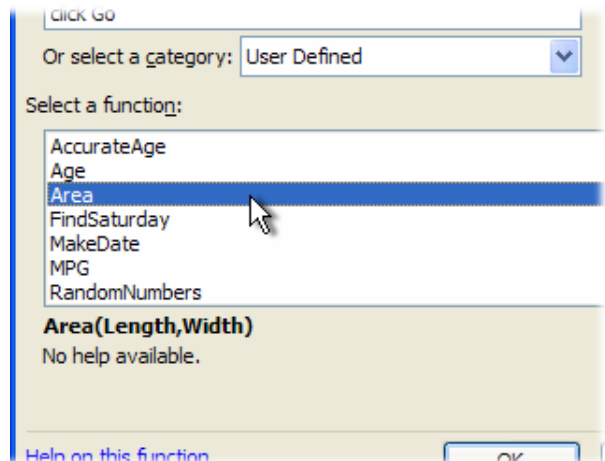 click Go
Or select a category: User Defined
Select a function:
AccurateAge
Age
Area
FindSaturday
MakeDate
MPG
RandomNumbers
Area(Length,Width)
No help available.
Help on this function
OK